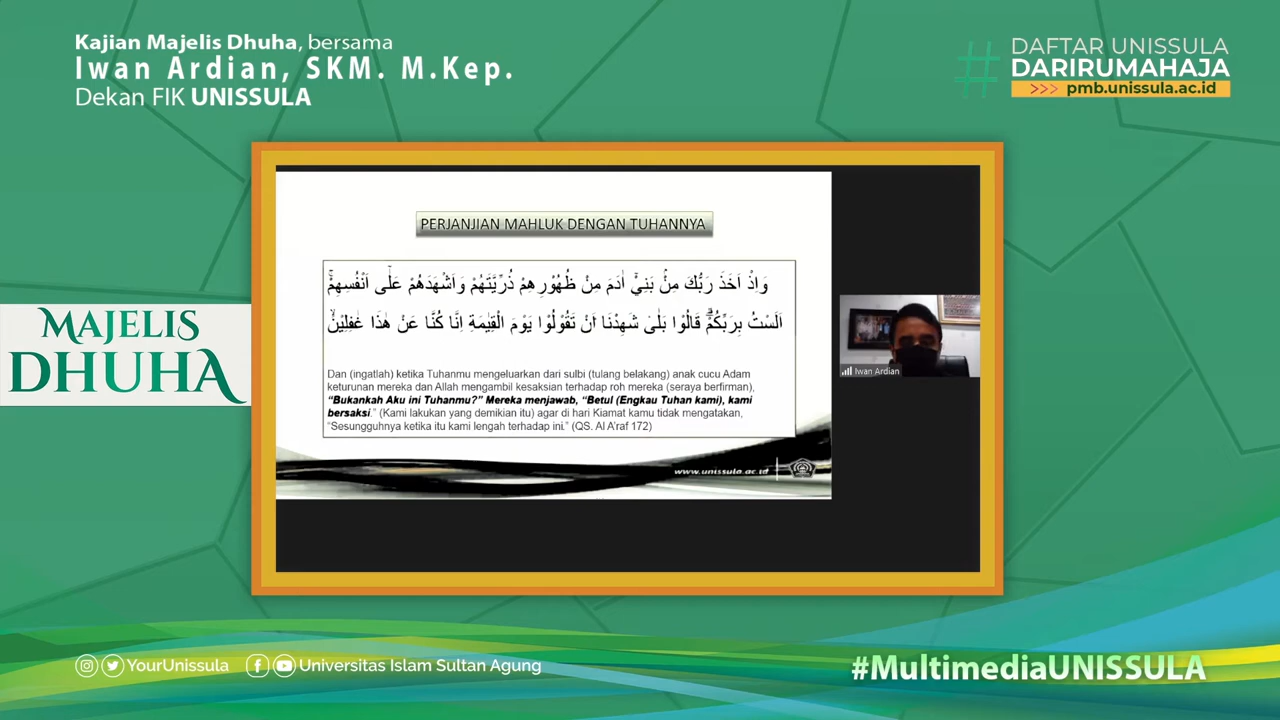 Kajian Majelis Dhuha, bersama
Iwan Ardian, SKM. M.Kep.
Dekan FIK UNISSULA
# DAFTAR UNISSULA
DARIRUMAHAJA
>>> pmb.unissula.ac.id
MAJELIS
DHUHA
PERJANJIAN MAHLUK DENGAN TUHANNYA
وَاِذْ اَخَذَ رَبُّكَ مِنْۢ بَنِيْٓ اٰدَمَ مِنْ ظُهُوْرِهِمْ ذُرِّيَّتَهُمْ وَاَشْهَدَهُمْ عَلٰٓى اَنْفُسِهِمْۚ
اَلَسْتُ بِرَبِّكُمْۗ قَالُوْا بَلٰىۛ شَهِدْنَاۛ اَنْ تَقُوْلُوْا يَوْمَ الْقِيٰمَةِ اِنَّا كُنَّا عَنْ هٰذَا غٰفِلِيْنَۙ
Dan (ingatlah) ketika Tuhanmu mengeluarkan dari sulbi (tulang belakang) anak cucu Adam
keturunan mereka dan Allah mengambil kesaksian terhadap roh mereka (seraya berfirman),
“Bukankah Aku ini Tuhanmu?” Mereka menjawab, “Betul (Engkau Tuhan kami), kami
bersaksi.” (Kami lakukan yang demikian itu) agar di hari Kiamat kamu tidak mengatakan,
“Sesungguhnya ketika itu kami lengah terhadap ini.” (QS. Al A’raf 172)
www.unissula.ac.id
Iwan Ardian
YourUnissula
Universitas Islam Sultan Agung
#MultimediaUNISSULA